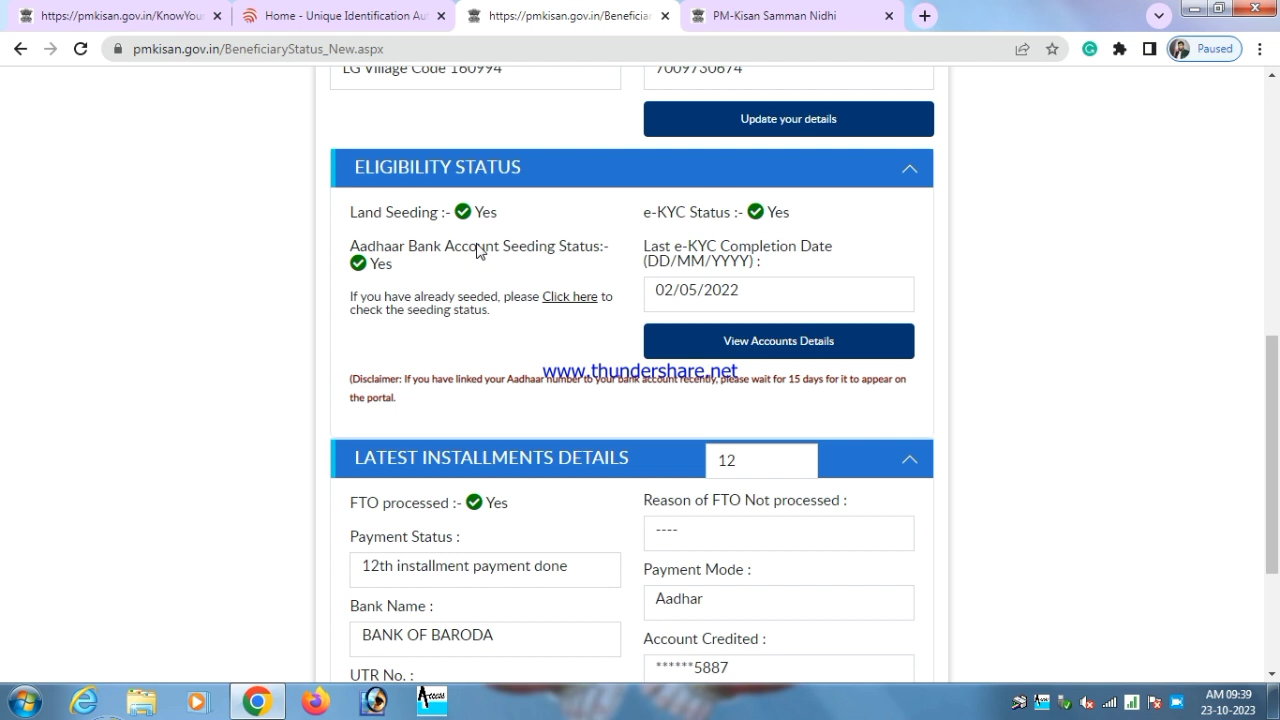 https://pmkisan.gov.in/KnowYour
Home - Unique Identification Aut
https://pmkisan.gov.in/Beneficiar
PM-Kisan Samman Nidhi
pmkisan.gov.in/BeneficiaryStatus_New.aspx
Paused
LG Village Code 160994
7009730674
Update your details
ELIGIBILITY STATUS
Land Seeding :- Yes
e-KYC Status :- Yes
Aadhaar Bank Account Seeding Status:-
Yes
Last e-KYC Completion Date
(DD/MM/YYYY) :
02/05/2022
If you have already seeded, please Click here to
check the seeding status.
View Accounts Details
www.thundershare.net
(Disclaimer: If you have linked your Aadhaar number to your bank account recently, please wait for 15 days for it to appear on
the portal.
LATEST INSTALLMENTS DETAILS
12
FTO processed :- Yes
Reason of FTO Not processed :
----
Payment Status :
12th installment payment done
Payment Mode :
Aadhar
Bank Name :
BANK OF BARODA
Account Credited :
******5887
UTR No. :
AM 09:39
23-10-2023